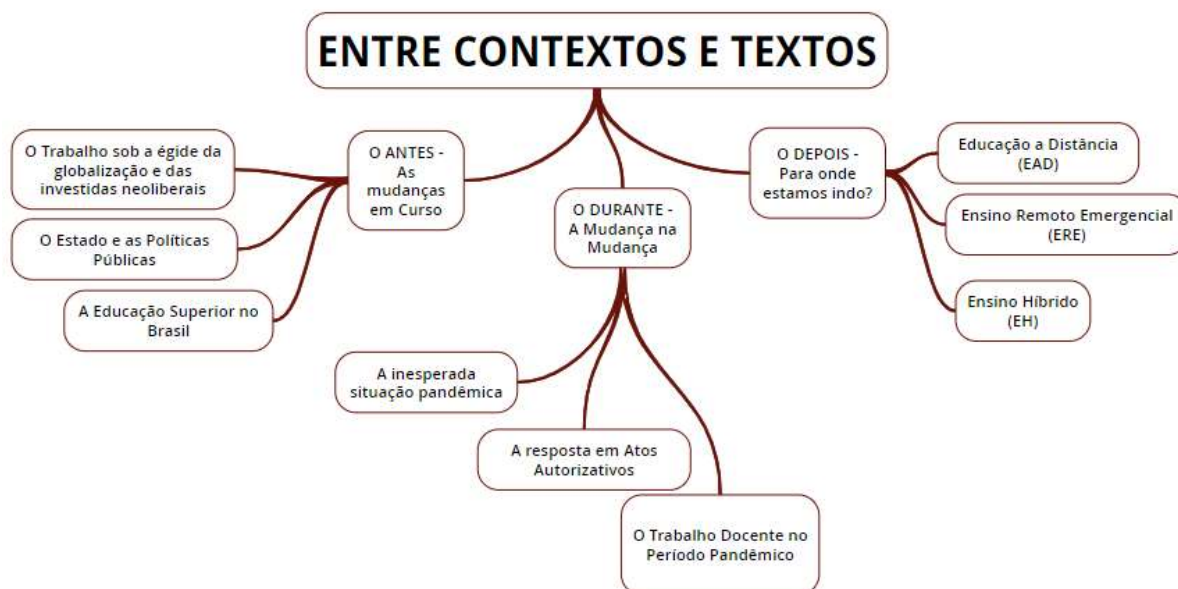 ENTRE CONTEXTOS E TEXTOS
O ANTES -
As
mudanças
em Curso
O Trabalho sob a égide da
globalização e das
investidas neoliberais
O Estado e as Políticas
Públicas
A Educação Superior no
Brasil
O DURANTE -
A Mudança na
Mudança
A inesperada
situação pandêmica
A resposta em Atos
Autorizativos
O Trabalho Docente no
Período Pandêmico
O DEPOIS -
Para onde
estamos indo?
Educação a Distância
(EAD)
Ensino Remoto Emergencial
(ERE)
Ensino Híbrido
(EH)